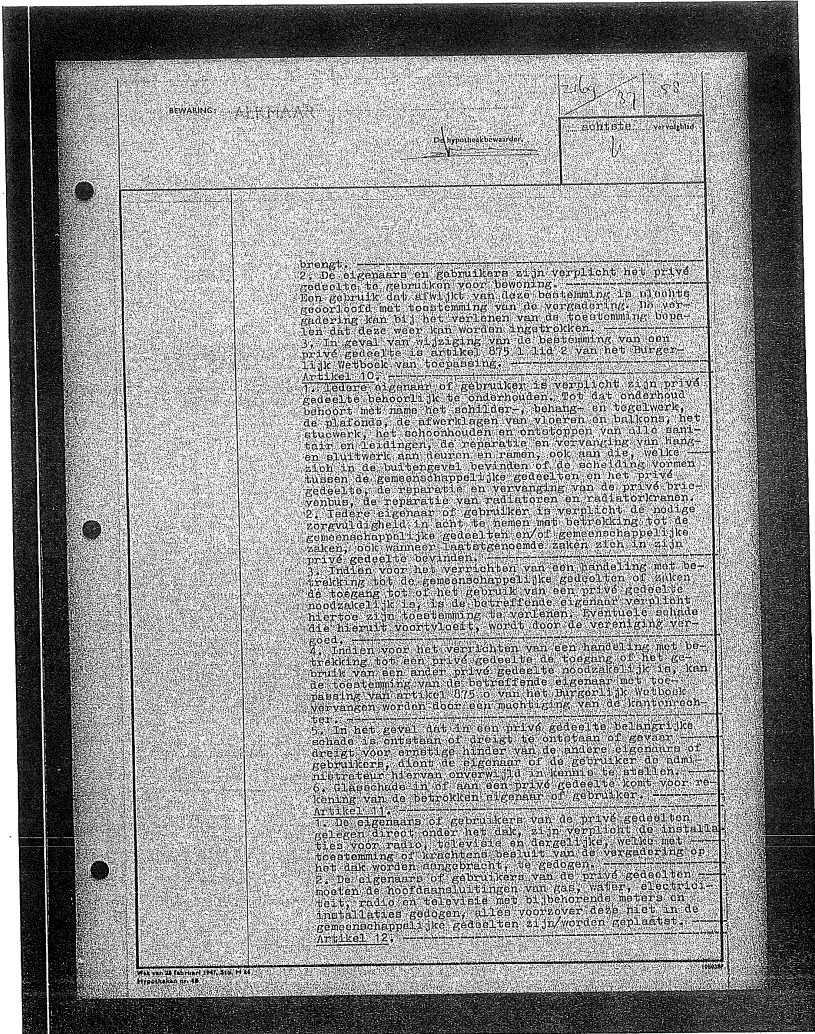 BEWARING: ALKMAAR
37 58
De hypotheekbewaarder,
achtste vervolgblad
brengt.
2. De eigenaars en gebruikers zijn verplicht het privé
gedeelte te gebruiken voor bewoning.
Een gebruik dat afwijkt van deze bestemming is slechts
geoorloofd met toestemming van de vergadering. De ver-
gadering kan bij het verlenen van de toestemming bepa-
len dat deze weer kan worden ingetrokken.
3. In geval van wijziging van de bestemming van een
privé gedeelte is artikel 875 l lid 2 van het Burger-
lijk Wetboek van toepassing.
Artikel 10.
1. Iedere eigenaar of gebruiker is verplicht zijn privé
gedeelte behoorlijk te onderhouden. Tot dat onderhoud
behoort met name het schilder-, behang- en tegelwerk,
de plafonds, de afwerklagen van vloeren en balkons, het
stucwerk, het schoonhouden en ontstoppen van alle sani-
tair en leidingen, de reparatie en vervanging van hang-
en sluitwerk aan deuren en ramen, ook aan die, welke
zich in de buitengevel bevinden of de scheiding vormen
tussen de gemeenschappelijke gedeelten en het privé
gedeelte, de reparatie en vervanging van de privé brie-
venbus, de reparatie van radiatoren en radiatorkranen.
2. Iedere eigenaar of gebruiker is verplicht de nodige
zorgvuldigheid in acht te nemen met betrekking tot de
gemeenschappelijke gedeelten en/of gemeenschappelijke
zaken, ook wanneer laatstgenoemde zaken zich in zijn
privé gedeelte bevinden.
3. Indien voor het verrichten van een handeling met be-
trekking tot de gemeenschappelijke gedeelten of zaken
de toegang tot of het gebruik van een privé gedeelte
noodzakelijk is, is de betreffende eigenaar verplicht
hiertoe zijn toestemming te verlenen. Eventuele schade
die hieruit voortvloeit, wordt door de vereniging ver-
goed.
4. Indien voor het verrichten van een handeling met be-
trekking tot een privé gedeelte de toegang of het ge-
bruik van een ander privé gedeelte noodzakelijk is, kan
de toestemming van de betreffende eigenaar met toe-
passing van artikel 875 o van het Burgerlijk Wetboek
vervangen worden door een machtiging van de kantonrech-
ter.
5. In het geval dat in een privé gedeelte belangrijke
schade is ontstaan of dreigt te ontstaan of gevaar
dreigt voor ernstige hinder van de andere eigenaars of
gebruikers, dient de eigenaar of de gebruiker de admi-
nistrateur hiervan onverwijld in kennis te stellen.
6. Glasschade in of aan een privé gedeelte komt voor re-
kening van de betrokken eigenaar of gebruiker.
Artikel 11.
1. De eigenaars of gebruikers van de privé gedeelten
gelegen direct onder het dak, zijn verplicht de installa-
ties voor radio, televisie en dergelijke, welke met
toestemming of krachtens besluit van de vergadering op
het dak worden aangebracht, te gedogen.
2. De eigenaars of gebruikers van de privé gedeelten
moeten de hoofdaansluitingen van gas, water, electrici-
teit, radio en televisie met bijbehorende meters en
installaties gedogen, alles voorzover deze niet in de
gemeenschappelijke gedeelten zijn/worden geplaatst.
Artikel 12.
Wet van 28 februari 1947, Stb. H 64
Hypotheken nr. 4B